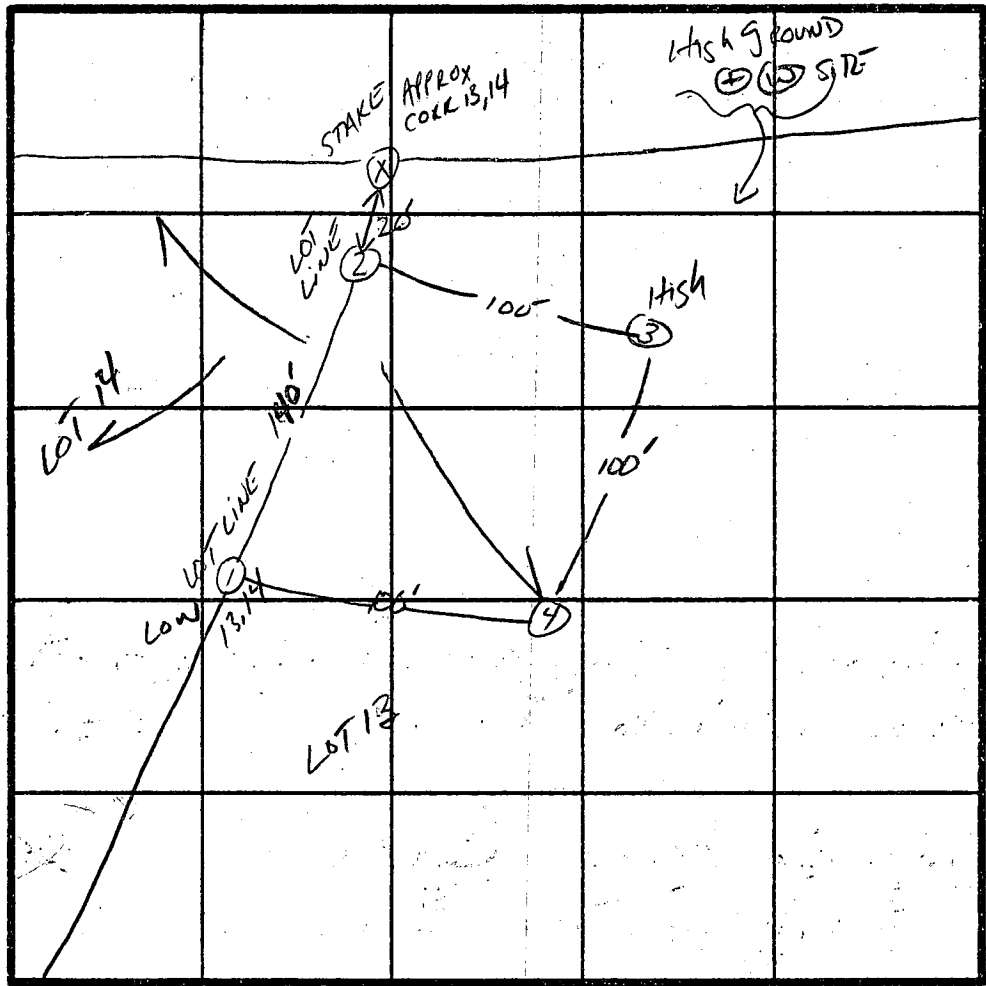 High GROUND
⊕ Ⓦ SITE
STAKE APPROX
CORR 13,14
X
LOT
LINE
20'
2
100'
High
3
LOT 14
140'
100'
LOT LINE
1
LOW
13,14
100'
4
LOT 13